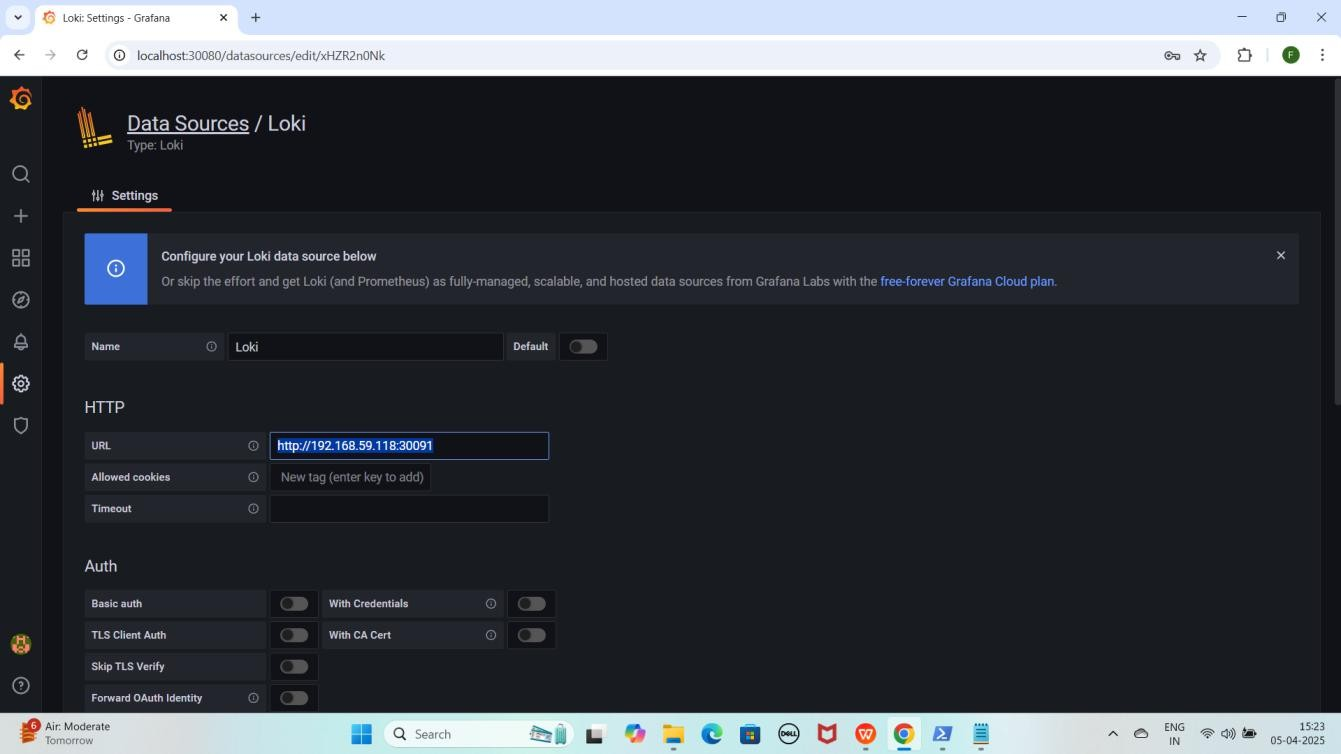 Loki: Settings - Grafana
localhost:30080/datasources/edit/xHZR2n0Nk
F
Data Sources / Loki
Type: Loki
Settings
Configure your Loki data source below
Or skip the effort and get Loki (and Prometheus) as fully-managed, scalable, and hosted data sources from Grafana Labs with the free-forever Grafana Cloud plan.
Name Loki Default
HTTP
URL http://192.168.59.118:30091
Allowed cookies New tag (enter key to add)
Timeout
Auth
Basic auth With Credentials
TLS Client Auth With CA Cert
Skip TLS Verify
Forward OAuth Identity
6 Air: Moderate
Tomorrow
Search
DELL
W
ENG
IN
15:23
05-04-2025